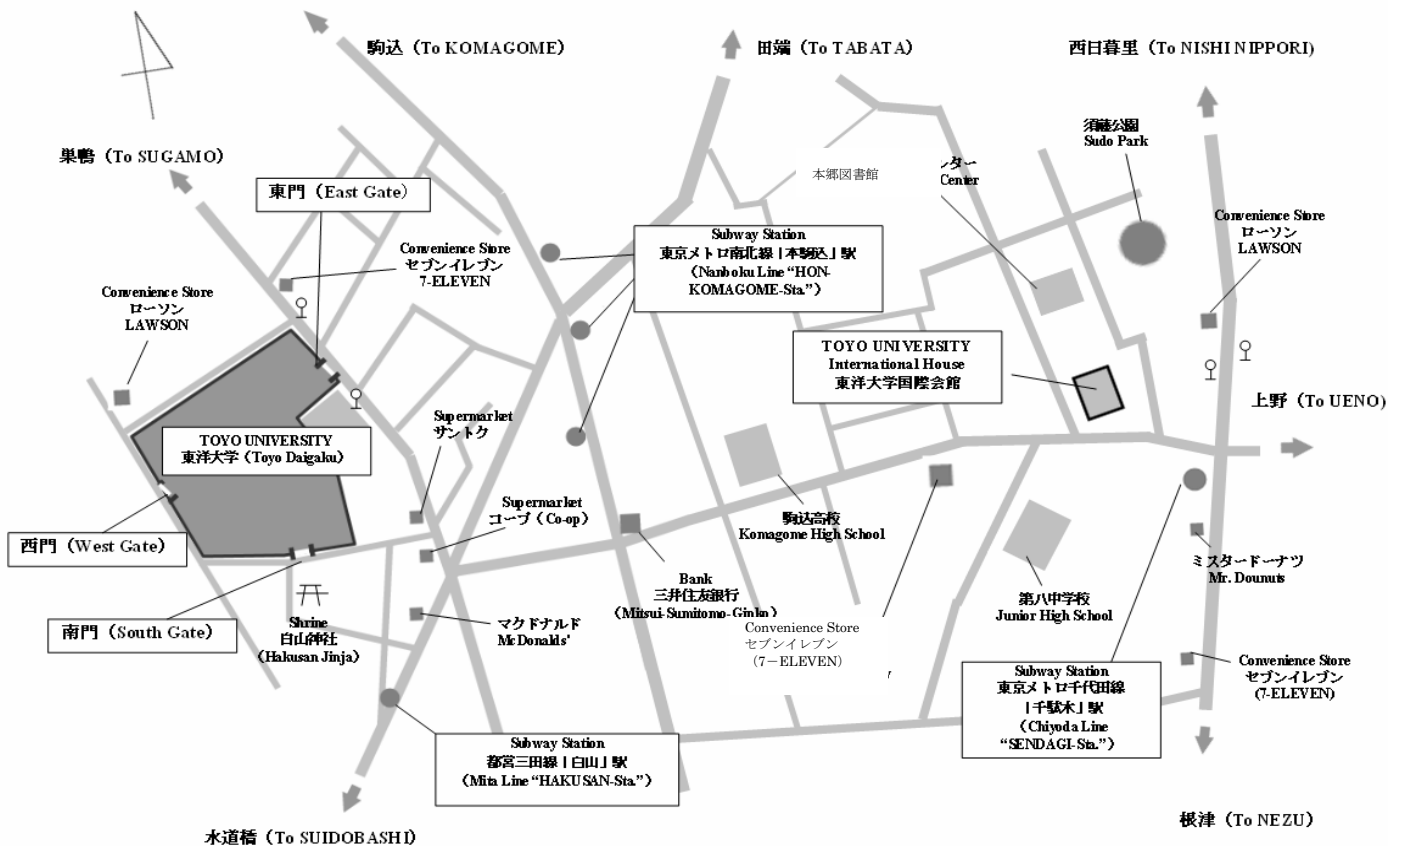 駒込（To KOMAGOME）
田端（To TABATA）
西日暮里（To NISHI NIPPORI）
須藤公園
Sudo Park
巣鴨（To SUGAMO）
東門（East Gate）
本郷図書館
ンター
Center
Convenience Store
ローソン
LAWSON
Convenience Store
セブンイレブン
7-ELEVEN
Subway Station
東京メトロ南北線「本駒込」駅
（Nanboku Line “HON-
KOMAGOME-Sta.”）
Convenience Store
ローソン
LAWSON
TOYO UNIVERSITY
International House
東洋大学国際会館
上野（To UENO)
Supermarket
サントク
TOYO UNIVERSITY
東洋大学（Toyo Daigaku）
Supermarket
コープ（Co-op）
駒込高校
Komagome High School
西門（West Gate）
Bank
三井住友銀行
（Mitsui-Sumitomo-Ginko）
ミスタードーナツ
Mr. Dounuts
第八中学校
Junior High School
南門（South Gate）
Shrine
白山神社
（Hakusan Jinja）
マクドナルド
McDonalds'
Convenience Store
セブンイレブン
（7－ELEVEN）
Subway Station
東京メトロ千代田線
「千駄木」駅
（Chiyoda Line
“SENDAGI-Sta.”）
Convenience Store
セブンイレブン
(7-ELEVEN)
Subway Station
都営三田線「白山」駅
（Mita Line “HAKUSAN-Sta.”）
水道橋（To SUIDOBASHI）
根津（To NEZU）